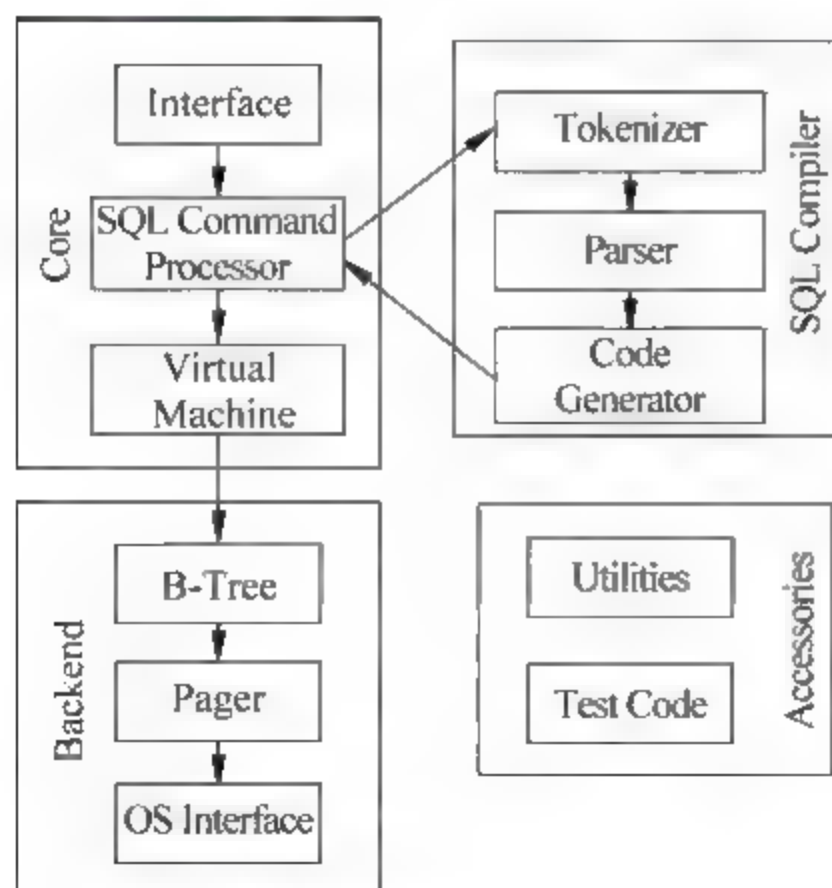 Core
Interface
SQL Command
Processor
Virtual
Machine
SQL Compiler
Tokenizer
Parser
Code
Generator
Backend
B-Tree
Pager
OS Interface
Accessories
Utilities
Test Code